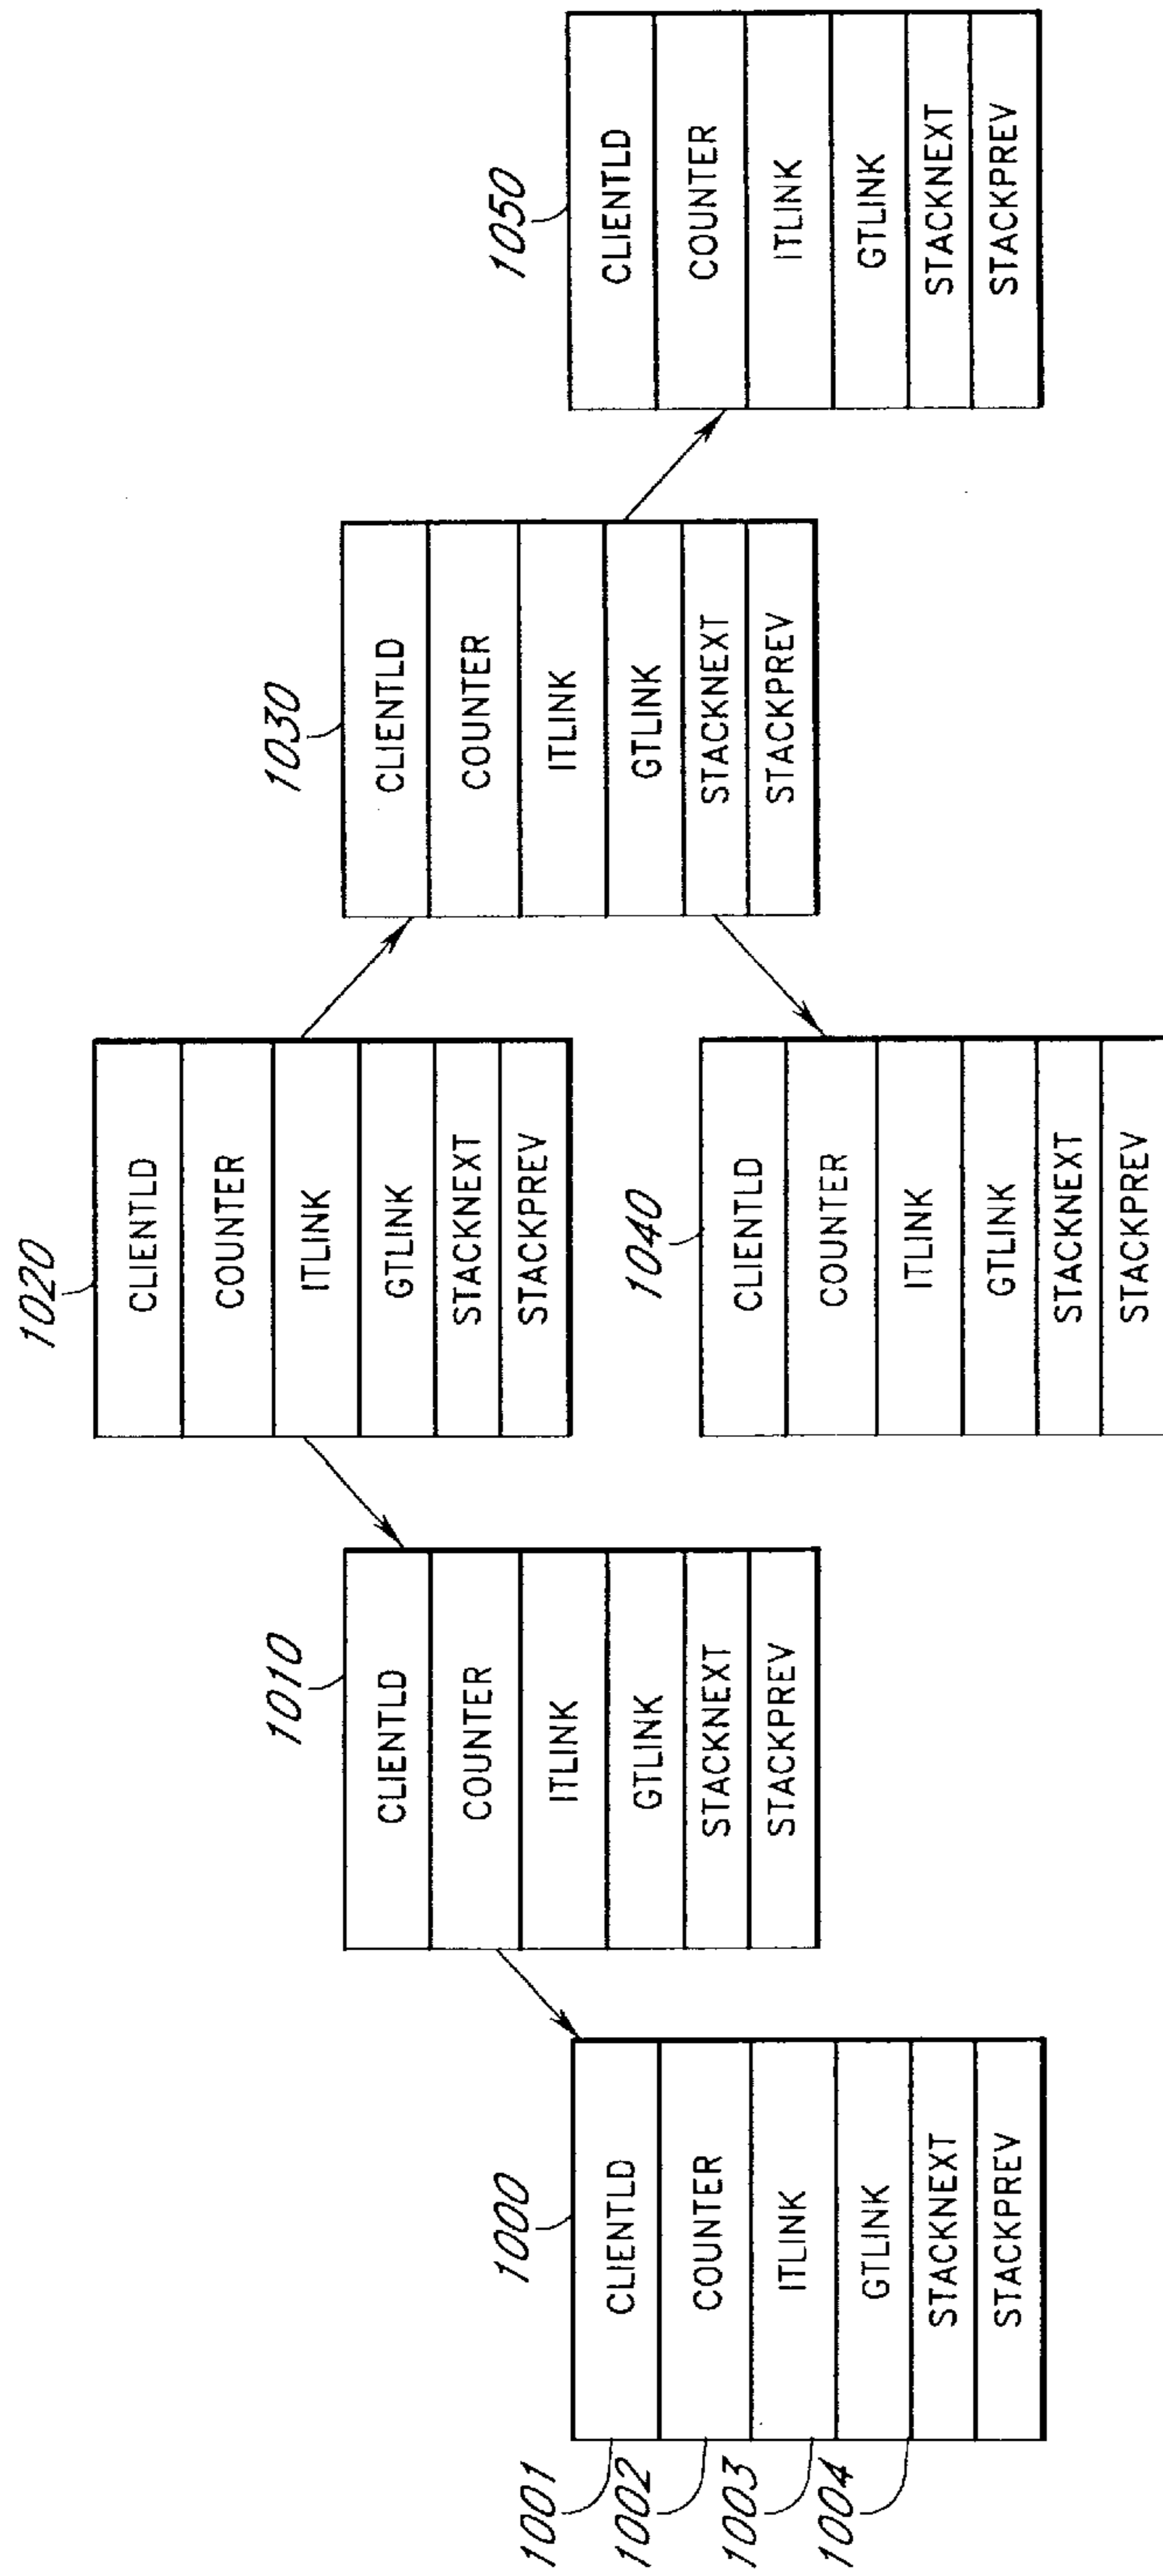 1020
CLIENTLD
COUNTER
ITLINK
GTLINK
STACKNEXT
STACKPREV
1010
CLIENTLD
COUNTER
ITLINK
GTLINK
STACKNEXT
STACKPREV
1030
CLIENTLD
COUNTER
ITLINK
GTLINK
STACKNEXT
STACKPREV
1000
1001
CLIENTLD
1002
COUNTER
1003
ITLINK
1004
GTLINK
STACKNEXT
STACKPREV
1040
CLIENTLD
COUNTER
ITLINK
GTLINK
STACKNEXT
STACKPREV
1050
CLIENTLD
COUNTER
ITLINK
GTLINK
STACKNEXT
STACKPREV